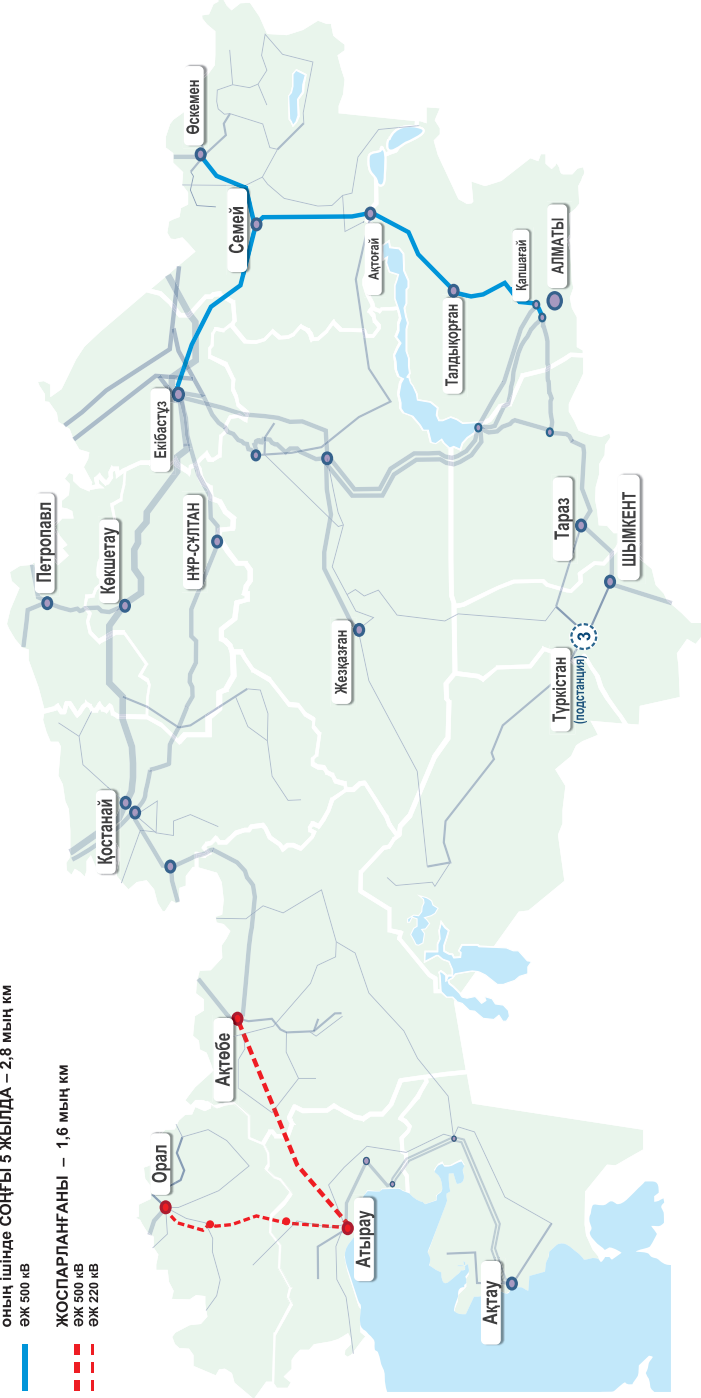 оның ішінде СОҢҒЫ 5 ЖЫЛДА – 2,8 мың км
ӘЖ 500 кВ
ЖОСПАРЛАНҒАНЫ – 1,6 мың км
ӘЖ 500 кВ
ӘЖ 220 кВ
Орал
Атырау
Ақтау
Ақтөбе
Қостанай
Петропавл
Көкшетау
НҰР-СҰЛТАН
Екібастұз
Жезқазған
Түркістан
(подстанция)
3
ШЫМКЕНТ
Тараз
Семей
Өскемен
Ақтоғай
Талдықорған
Қапшағай
АЛМАТЫ